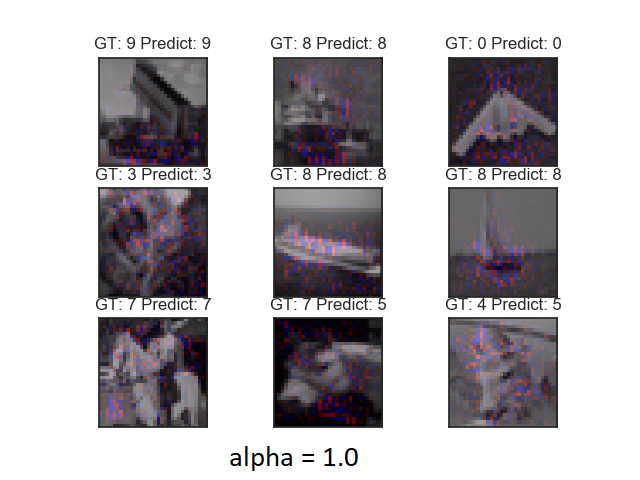 GT: 9 Predict: 9
GT: 8 Predict: 8
GT: 0 Predict: 0
GT: 3 Predict: 3
GT: 8 Predict: 8
GT: 8 Predict: 8
GT: 7 Predict: 7
GT: 7 Predict: 5
GT: 4 Predict: 5
alpha = 1.0